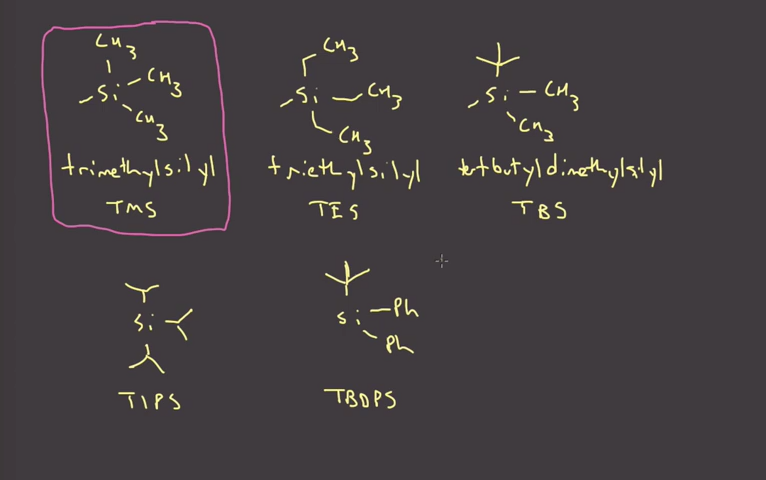 CH3
CH3
Si
CH3
trimethylsilyl
TMS
CH3
Si
CH3
CH3
triethylsilyl
TES
Si
CH3
CH3
tertbutyldimethylsilyl
TBS
Si
TIPS
Si
Ph
Ph
TBDPS